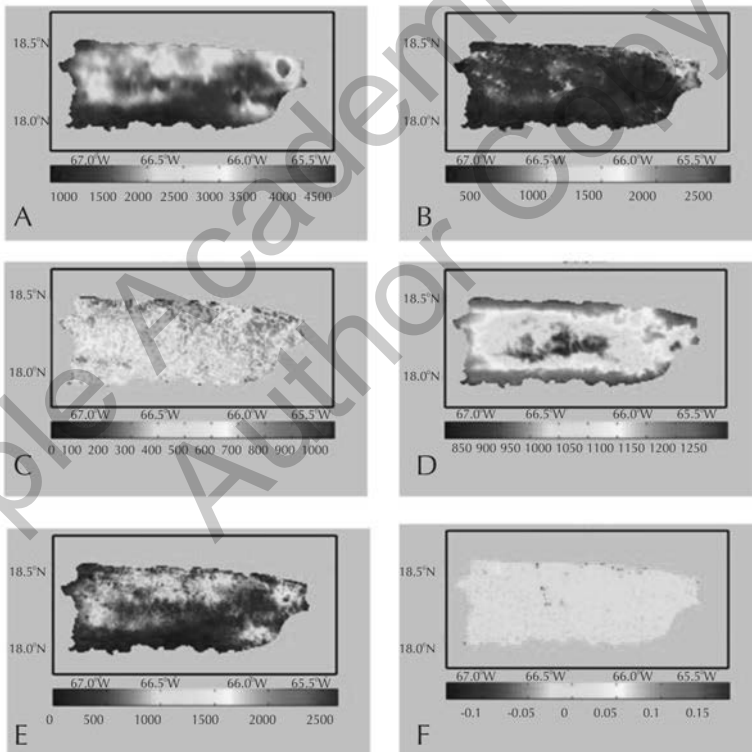 18.5°N
18.0°N
67.0°W 66.5°W 66.0°W 65.5°W
1000 1500 2000 2500 3000 3500 4000 4500
A
67.0°W 66.5°W 66.0°W 65.5°W
500 1000 1500 2000 2500
B
18.5°N
18.0°N
67.0°W 66.5°W 66.0°W 65.5°W
0 100 200 300 400 500 600 700 800 900 1000
C
18.5°N
18.0°N
67.0°W 66.5°W 66.0°W 65.5°W
850 900 950 1000 1050 1100 1150 1200 1250
D
18.5°N
18.0°N
67.0°W 66.5°W 66.0°W 65.5°W
0 500 1000 1500 2000 2500
E
18.5°N
18.0°N
67.0°W 66.5°W 66.0°W 65.5°W
-0.1 -0.05 0 0.05 0.1 0.15
F
18.5°N
18.0°N
ple Academi
Author Copy